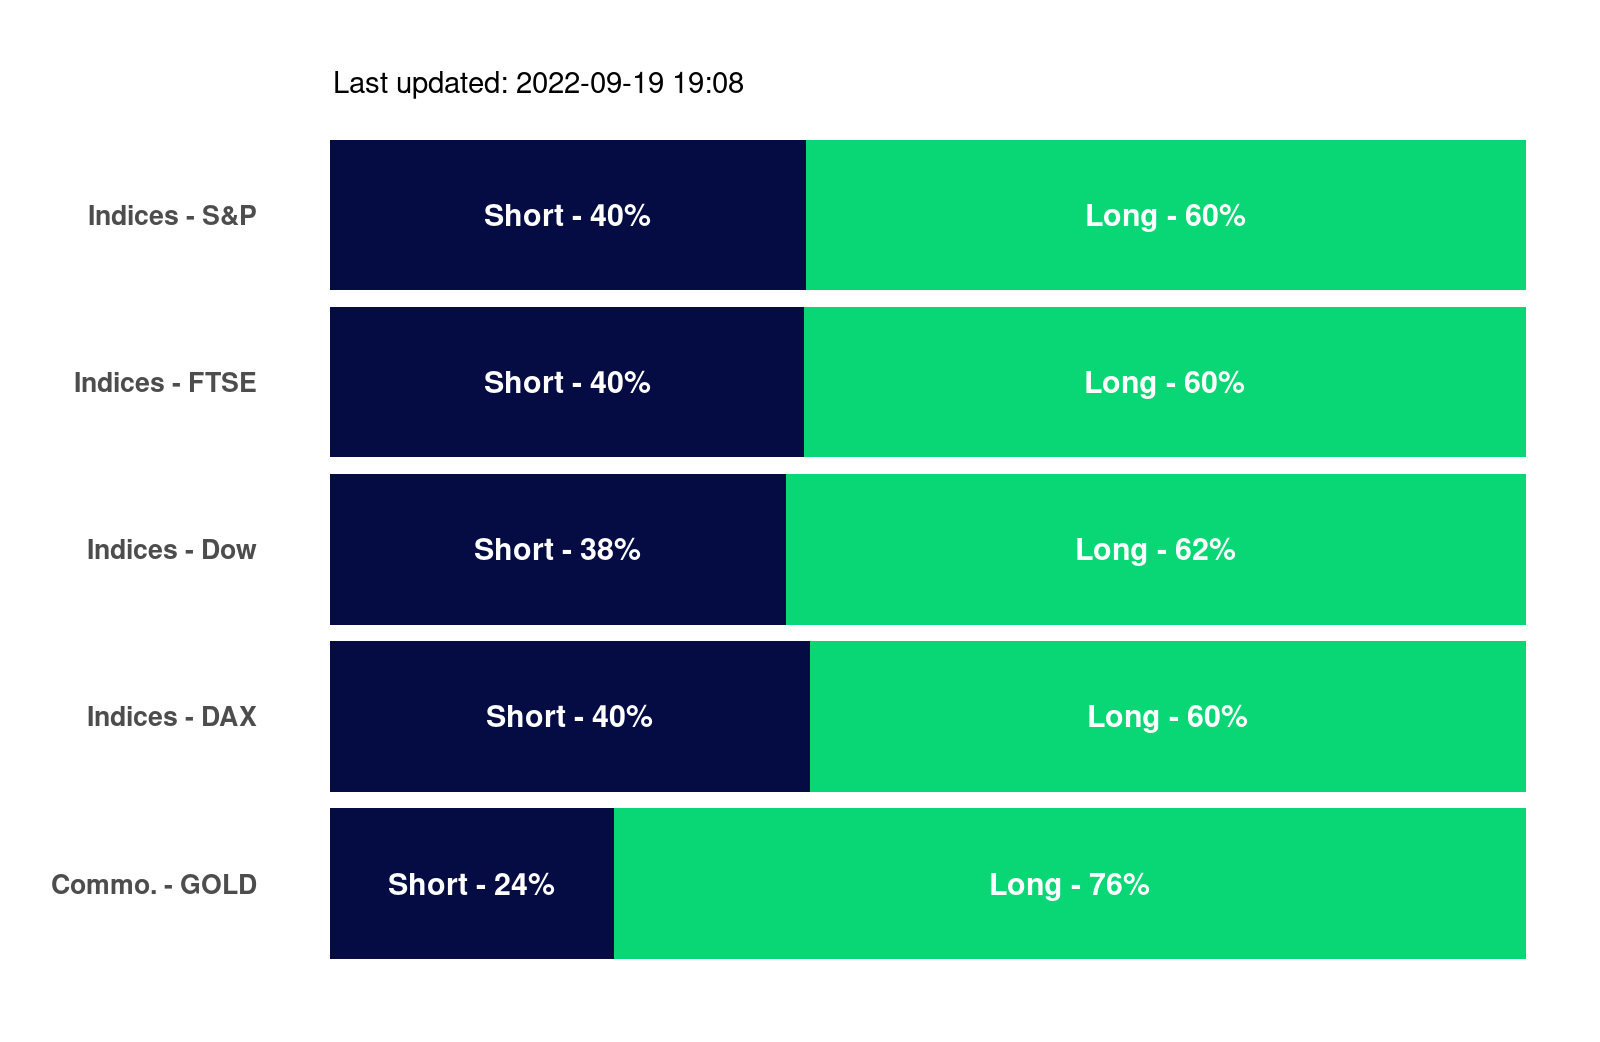 Last updated: 2022-09-19 19:08
Indices - S&P Short - 40% Long - 60%
Indices - FTSE Short - 40% Long - 60%
Indices - Dow Short - 38% Long - 62%
Indices - DAX Short - 40% Long - 60%
Commo. - GOLD Short - 24% Long - 76%